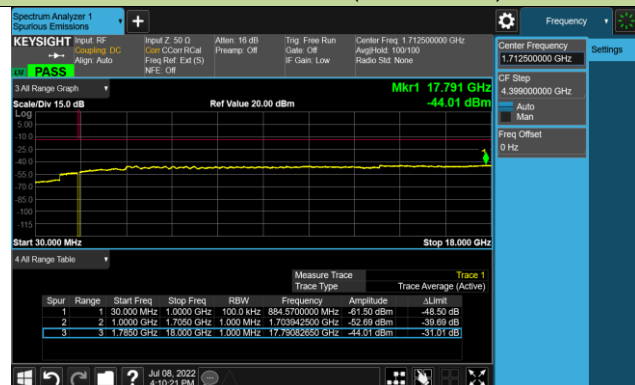 Spectrum Analyzer 1
Spurious Emissions
Frequency
KEYSIGHT Input: RF Input Z: 50 Ω Atten: 16 dB Trig: Free Run Center Freq: 1.712500000 GHz
Coupling: DC Corr CCorr RCal Preamp: Off Gate: Off Avg|Hold: 100/100
Align: Auto Freq Ref: Ext (S) IF Gain: Low Radio Std: None
PASS NFE: Off
Center Frequency
1.712500000 GHz
Settings
CF Step
4.399000000 GHz
Auto
Man
Freq Offset
0 Hz
3 All Range Graph
Mkr1 17.791 GHz
Scale/Div 15.0 dB Ref Value 20.00 dBm -44.01 dBm
Log
5.00
-10.0
-25.0
-40.0
-55.0
-70.0
-85.0
-100
-115
1
Start 30.000 MHz Stop 18.000 GHz
4 All Range Table
Measure Trace Trace 1
Trace Type Trace Average (Active)
Spur Range Start Freq Stop Freq RBW Frequency Amplitude ΔLimit
1 1 30.000 MHz 1.0000 GHz 100.0 kHz 884.5700000 MHz -61.50 dBm -48.50 dB
2 2 1.0000 GHz 1.7050 GHz 1.000 MHz 1.703942500 GHz -52.69 dBm -39.69 dB
3 3 1.7850 GHz 18.000 GHz 1.000 MHz 17.79082650 GHz -44.01 dBm -31.01 dB
Jul 08, 2022
4:10:21 PM